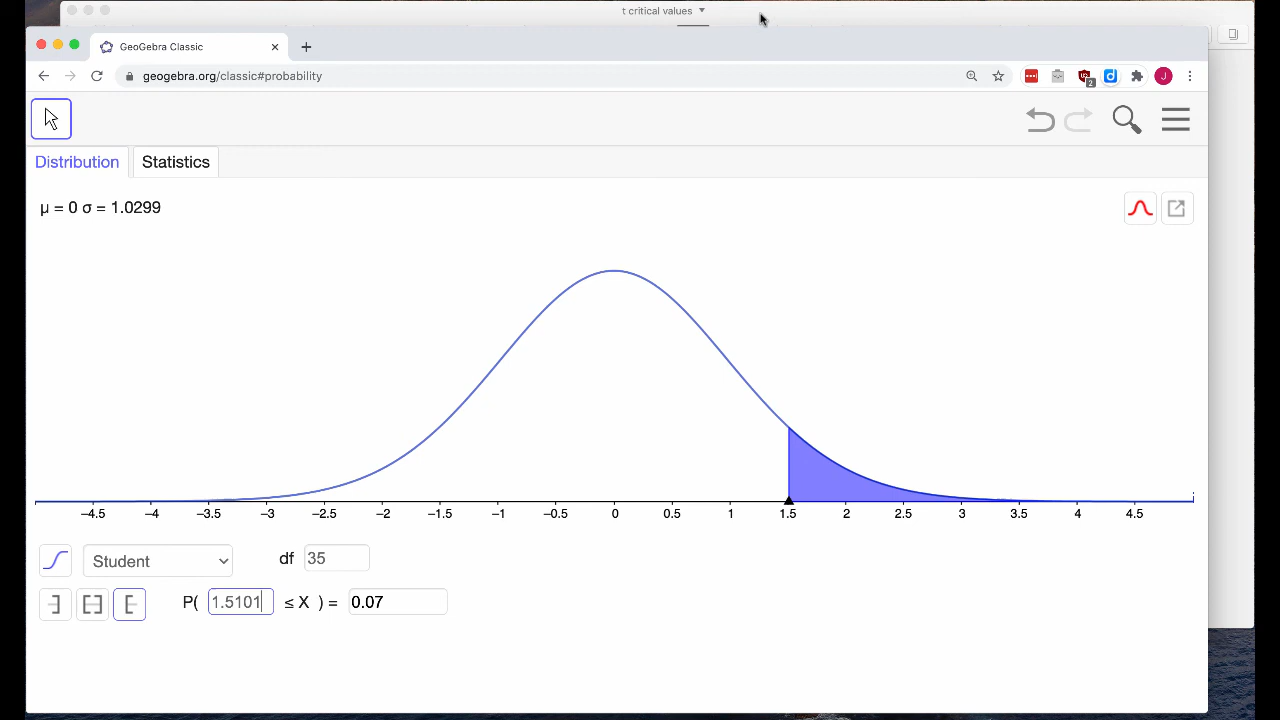 t critical values
GeoGebra Classic
geogebra.org/classic#probability
2
J
Distribution Statistics
μ = 0 σ = 1.0299
−4.5 −4 −3.5 −3 −2.5 −2 −1.5 −1 −0.5 0 0.5 1 1.5 2 2.5 3 3.5 4 4.5
Student df 35
P( 1.5101 ≤ X ) = 0.07